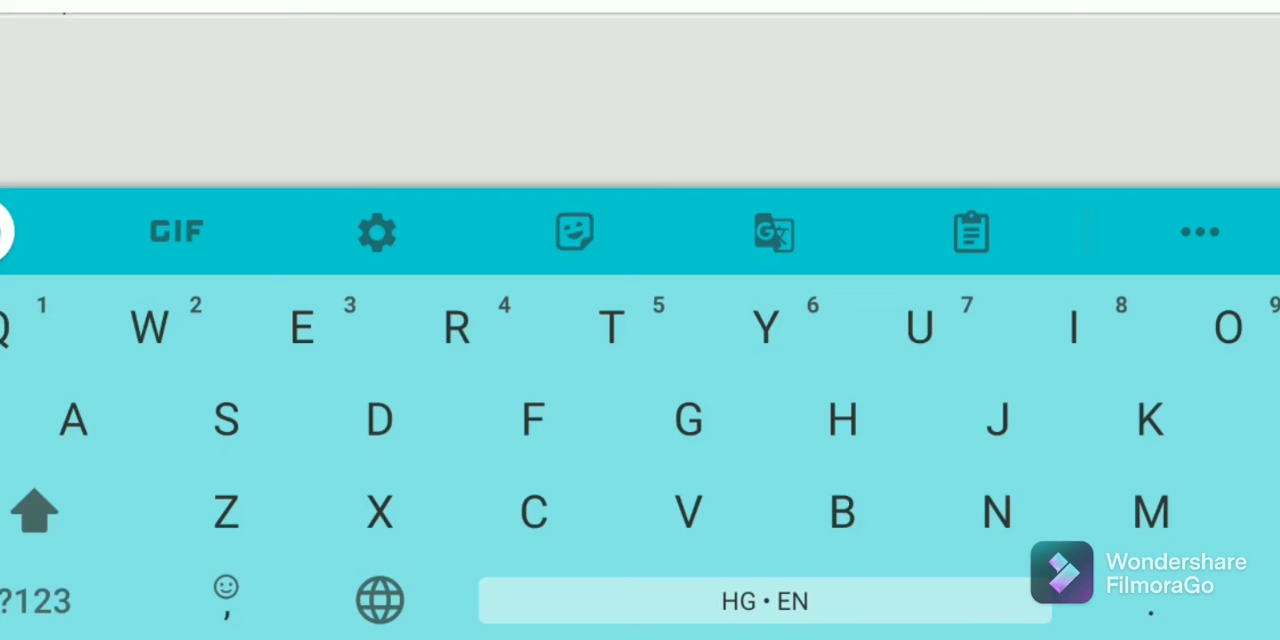 GIF
1 2 3 4 5 6 7 8 9
Q W E R T Y U I O
A S D F G H J K
Z X C V B N M
Wondershare
FilmoraGo
?123 , HG • EN .